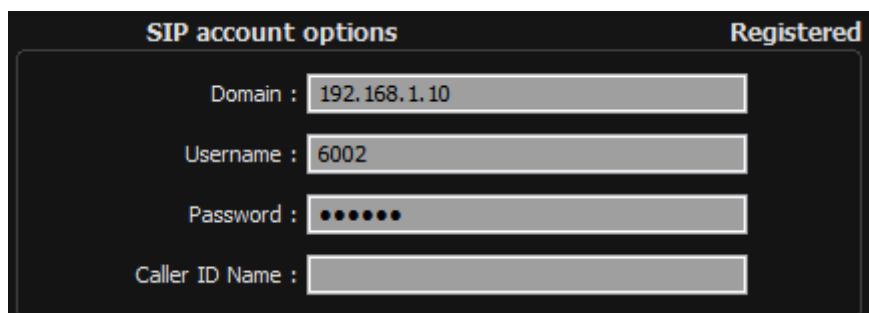 SIP account options Registered
Domain : 192.168.1.10
Username : 6002
Password : ●●●●●●
Caller ID Name :